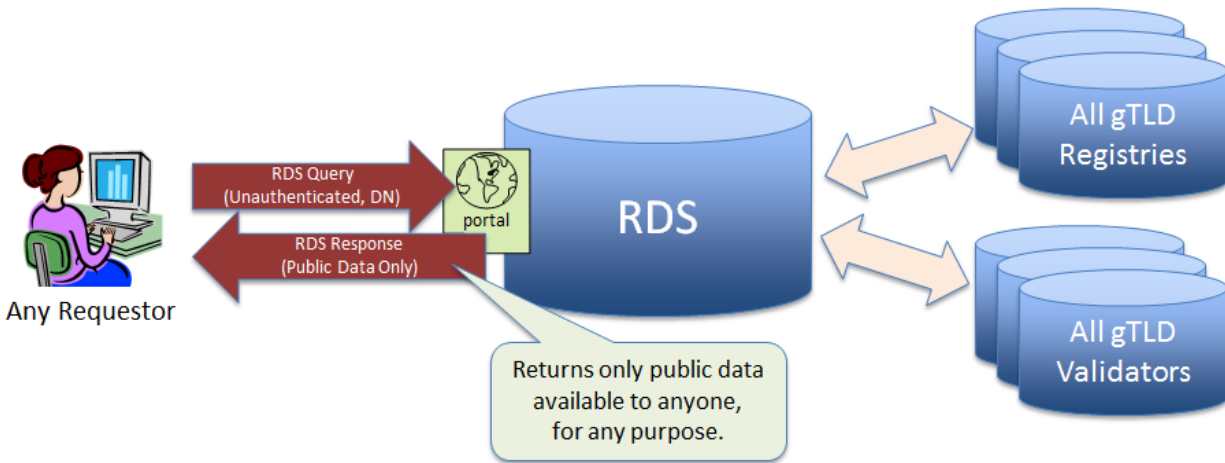 Any Requestor
RDS Query
(Unauthenticated, DN)
RDS Response
(Public Data Only)
portal
RDS
Returns only public data
available to anyone,
for any purpose.
All gTLD
Registries
All gTLD
Validators